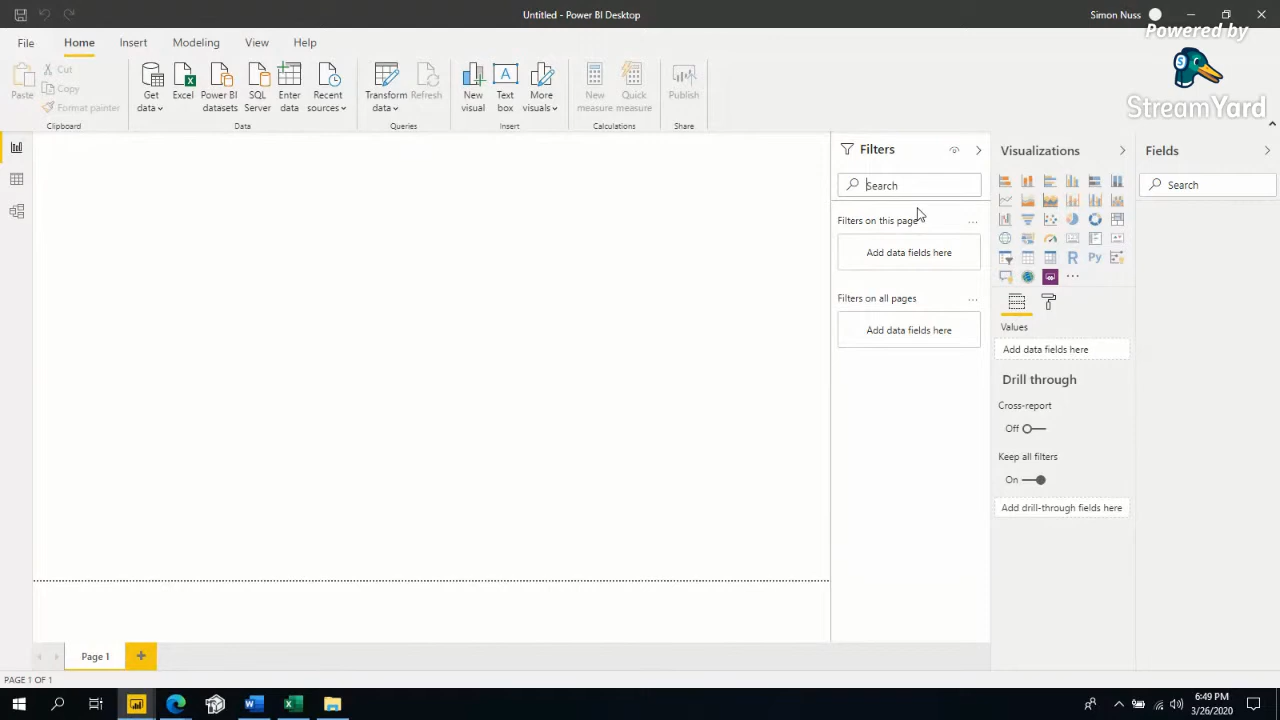 Untitled - Power BI Desktop
Simon Nuss
Powered by
StreamYard
File
Home
Insert
Modeling
View
Help
Paste
Cut
Copy
Format painter
Clipboard
Get data
Excel
Power BI datasets
SQL Server
Enter data
Recent sources
Data
Transform data
Refresh
Queries
New visual
Text box
More visuals
Insert
New measure
Quick measure
Calculations
Publish
Share
Filters
Search
Filters on this page
...
Add data fields here
Filters on all pages
...
Add data fields here
Visualizations
R
Py
...
Values
Add data fields here
Drill through
Cross-report
Off
Keep all filters
On
Add drill-through fields here
Fields
Search
Page 1
+
PAGE 1 OF 1
6:49 PM
3/26/2020